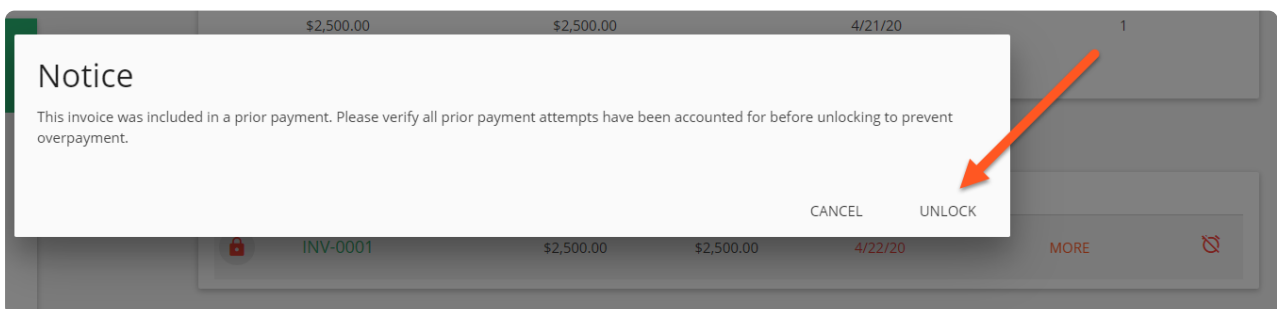 $2,500.00 $2,500.00 4/21/20 1
Notice
This invoice was included in a prior payment. Please verify all prior payment attempts have been accounted for before unlocking to prevent
overpayment.
CANCEL UNLOCK
INV-0001 $2,500.00 $2,500.00 4/22/20 MORE